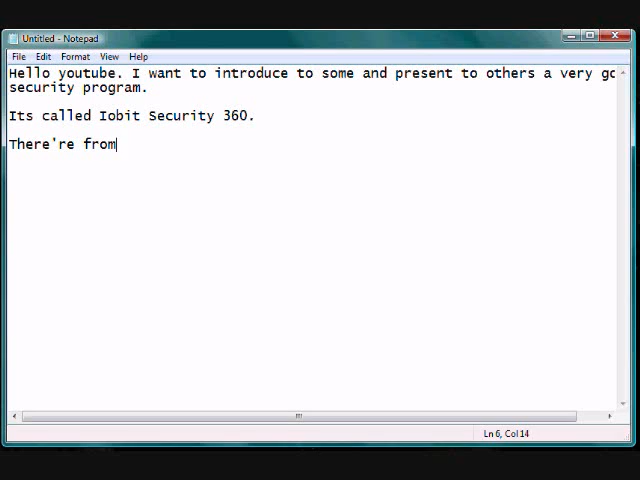 Untitled - Notepad
File Edit Format View Help
Hello youtube. I want to introduce to some and present to others a very go
security program.
Its called Iobit Security 360.
There're from
Ln 6, Col 14